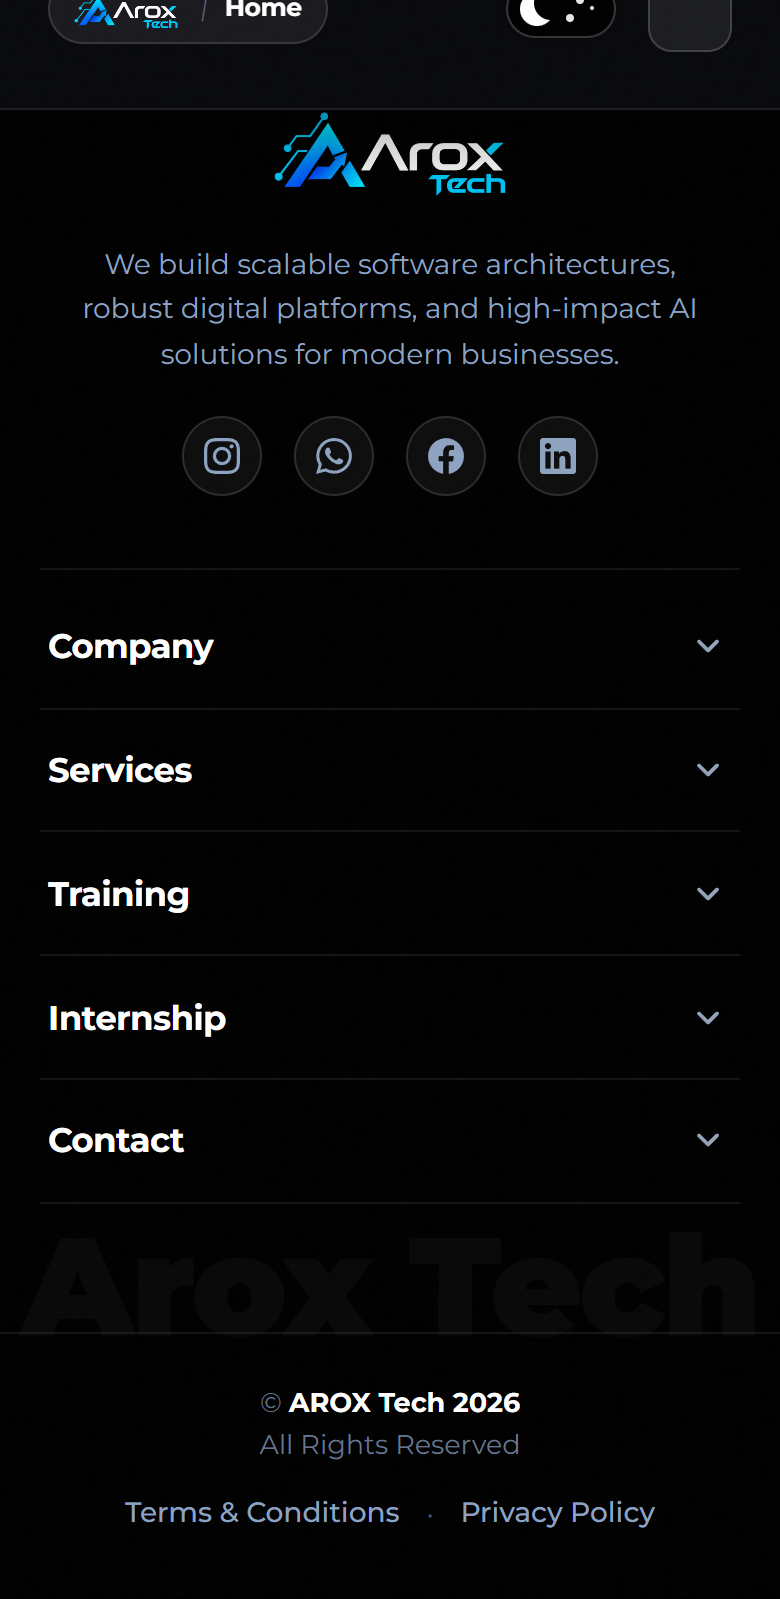 Arox
Tech
Home
Arox
Tech
We build scalable software architectures,
robust digital platforms, and high-impact AI
solutions for modern businesses.
in
Company
Services
Training
Internship
Contact
Arox Tech
© AROX Tech 2026
All Rights Reserved
Terms & Conditions · Privacy Policy